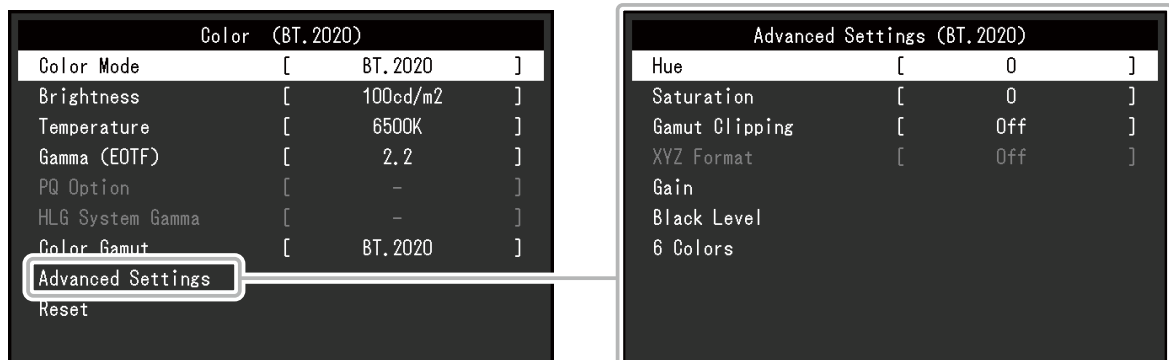 Color (BT.2020)
Color Mode [ BT.2020 ]
Brightness [ 100cd/m2 ]
Temperature [ 6500K ]
Gamma (EOTF) [ 2.2 ]
PQ Option [ – ]
HLG System Gamma [ – ]
Color Gamut [ BT.2020 ]
Advanced Settings
Reset
Advanced Settings (BT.2020)
Hue [ 0 ]
Saturation [ 0 ]
Gamut Clipping [ Off ]
XYZ Format [ Off ]
Gain
Black Level
6 Colors